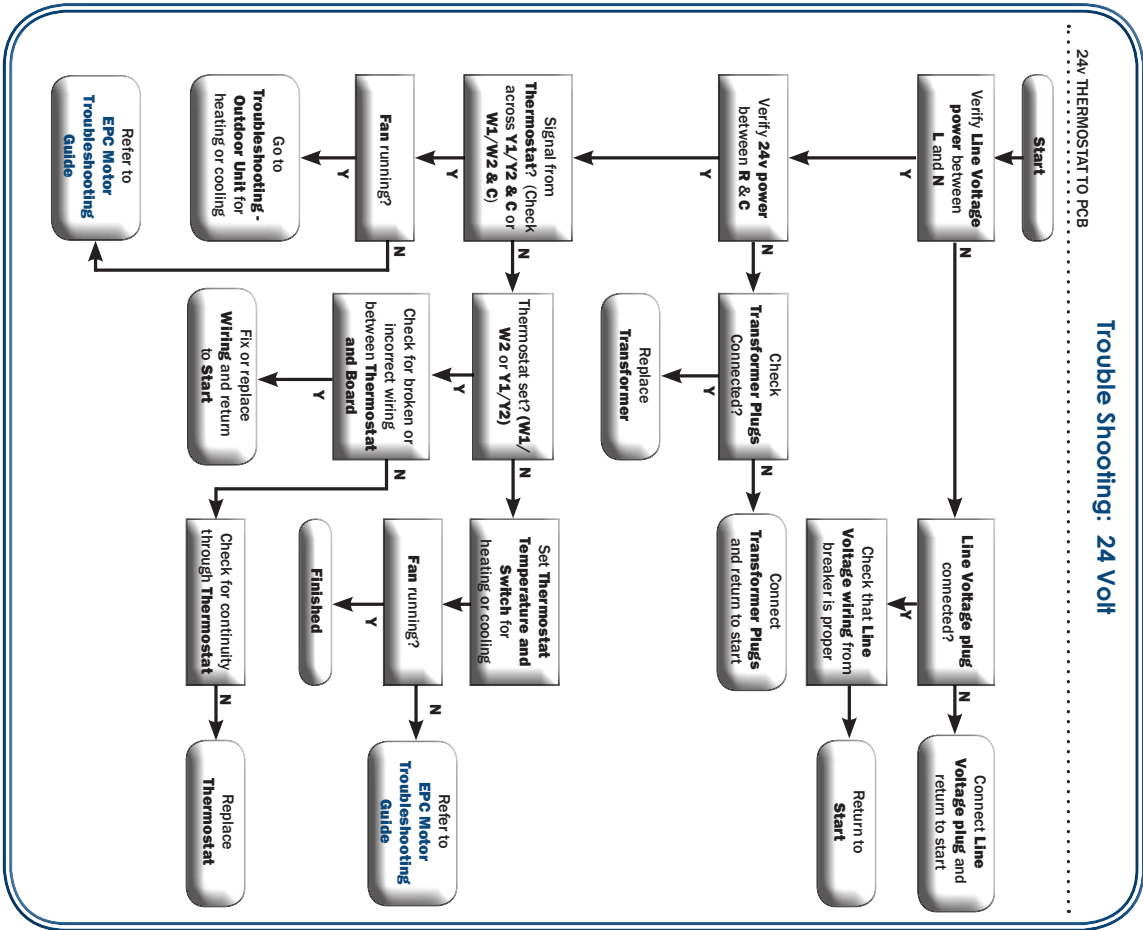 Trouble Shooting: 24 Volt
24v THERMOSTAT TO PCB
Start
Verify Line Voltage
power between
L and N
N
Y
Line Voltage plug
connected?
N
Y
Connect Line
Voltage plug and
return to start
Check that Line
Voltage wiring from
breaker is proper
Return to
Start
Verify 24v power
between R & C
N
Y
Check
Transformer Plugs
Connected?
N
Y
Connect
Transformer Plugs
and return to start
Replace
Transformer
Signal from
Thermostat? (Check
across Y1/Y2 & C or
W1/W2 & C)
N
Y
Thermostat set? (W1/
W2 or Y1/Y2)
N
Y
Set Thermostat
Temperature and
Switch for
heating or cooling
Fan running?
N
Y
Check for broken or
incorrect wiring
between Thermostat
and Board
N
Y
Fan running?
N
Y
Refer to
EPC Motor
Troubleshooting
Guide
Go to
Troubleshooting -
Outdoor Unit for
heating or cooling
Fix or replace
Wiring and return
to Start
Finished
Check for continuity
through Thermostat
N
Replace
Thermostat
Refer to
EPC Motor
Troubleshooting
Guide